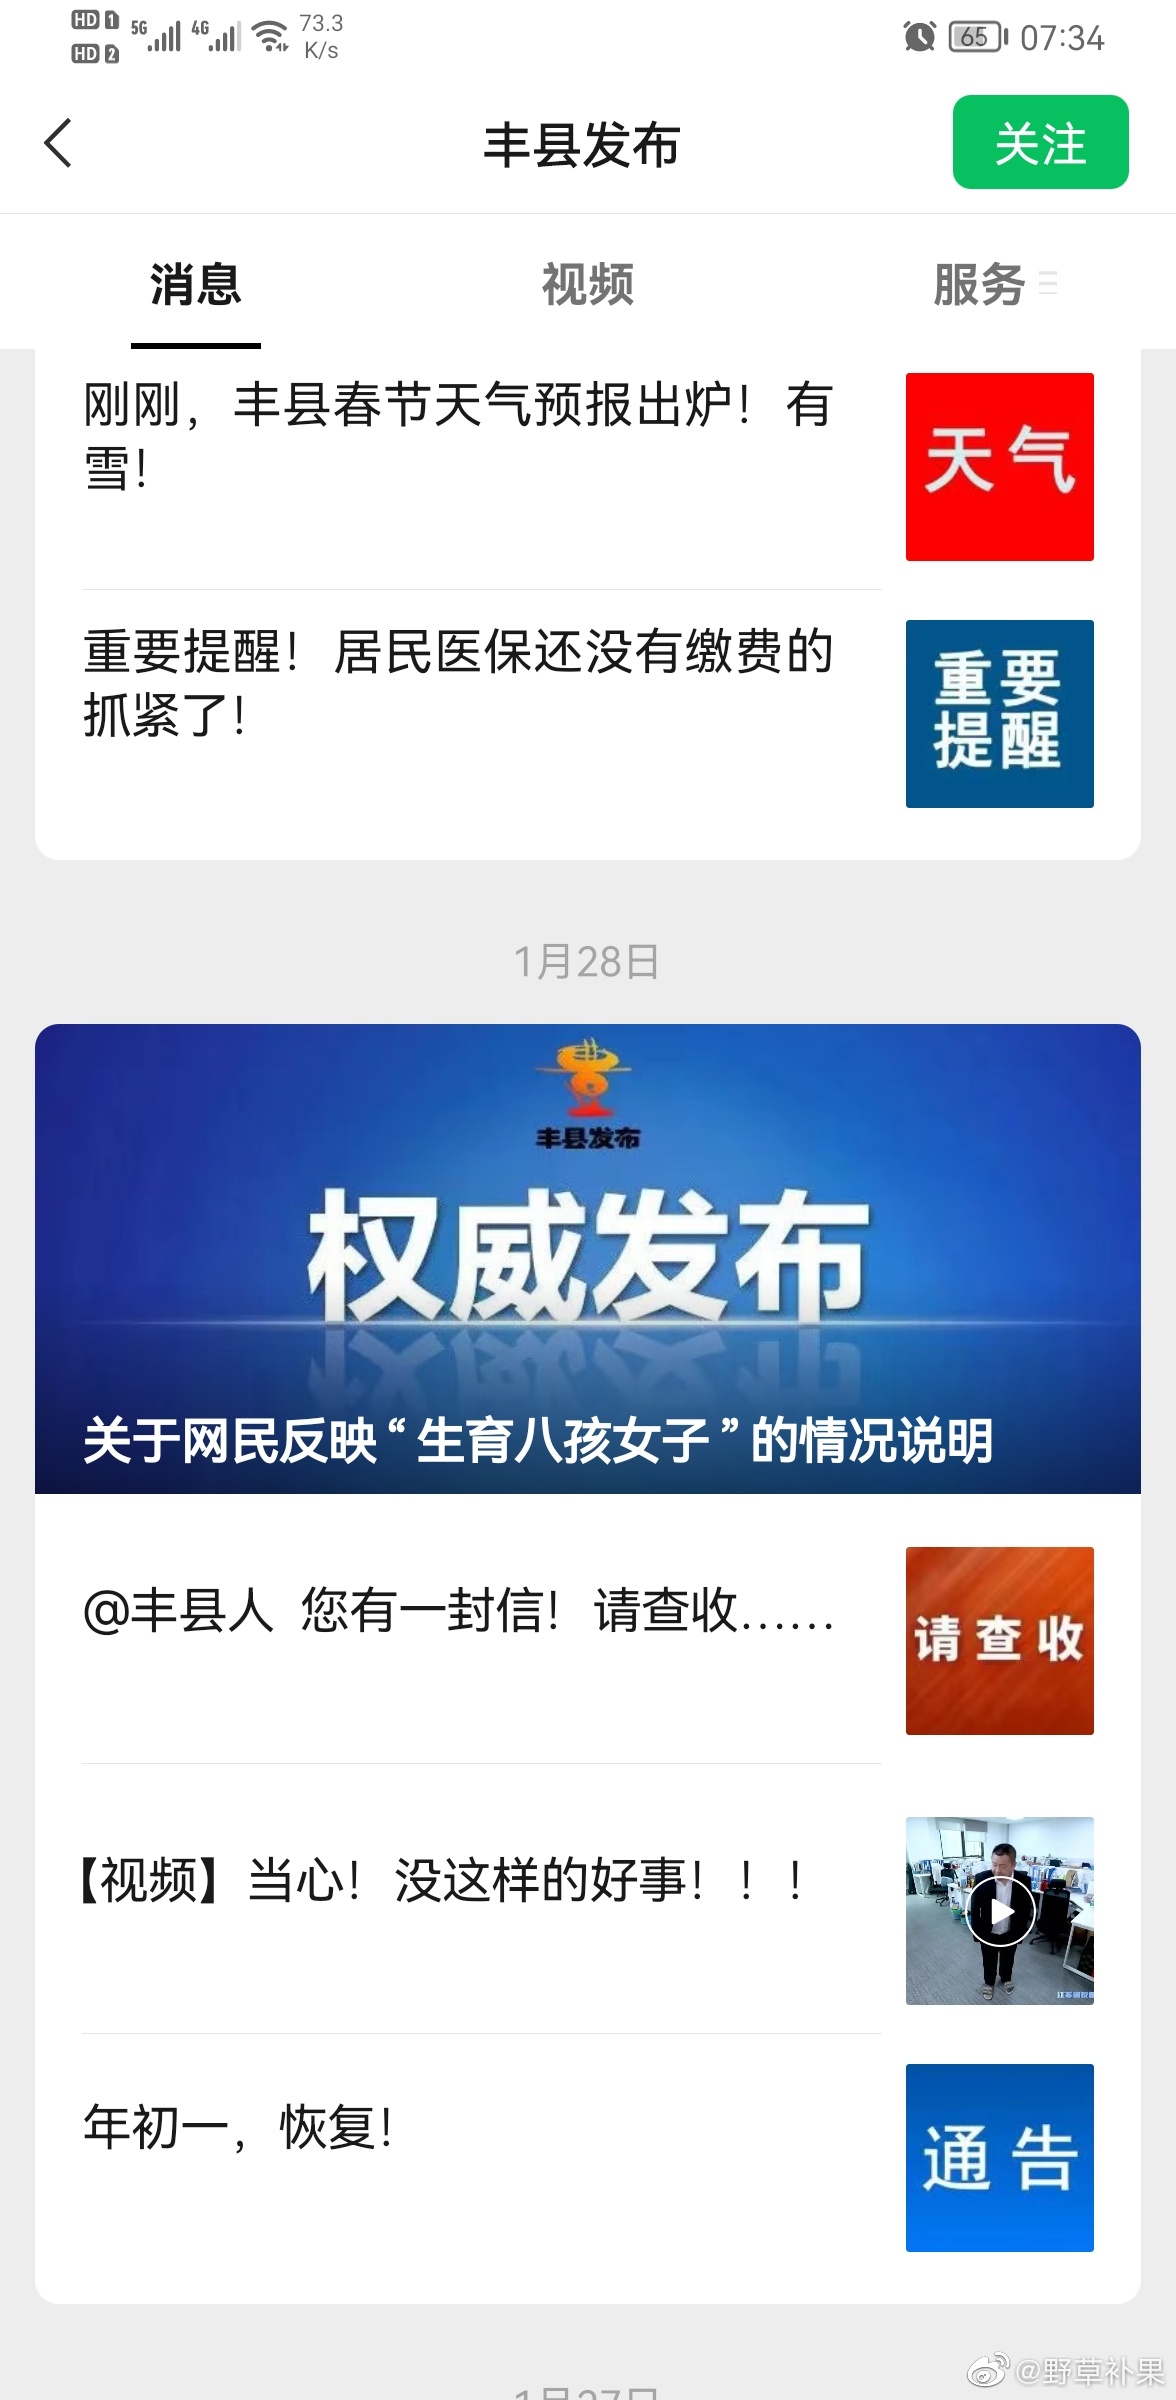 HD 1 5G 4G 73.3
HD 2 K/s
65 07:34
丰县发布
关注
消息 视频 服务
刚刚，丰县春节天气预报出炉！有
雪！
天气
重要提醒！居民医保还没有缴费的
抓紧了！
重要
提醒
1月28日
丰县发布
权威发布
关于网民反映“生育八孩女子”的情况说明
@丰县人 您有一封信！请查收……
请查收
【视频】当心！没这样的好事！！！
年初一，恢复！
通告
1月27日
@野草补果